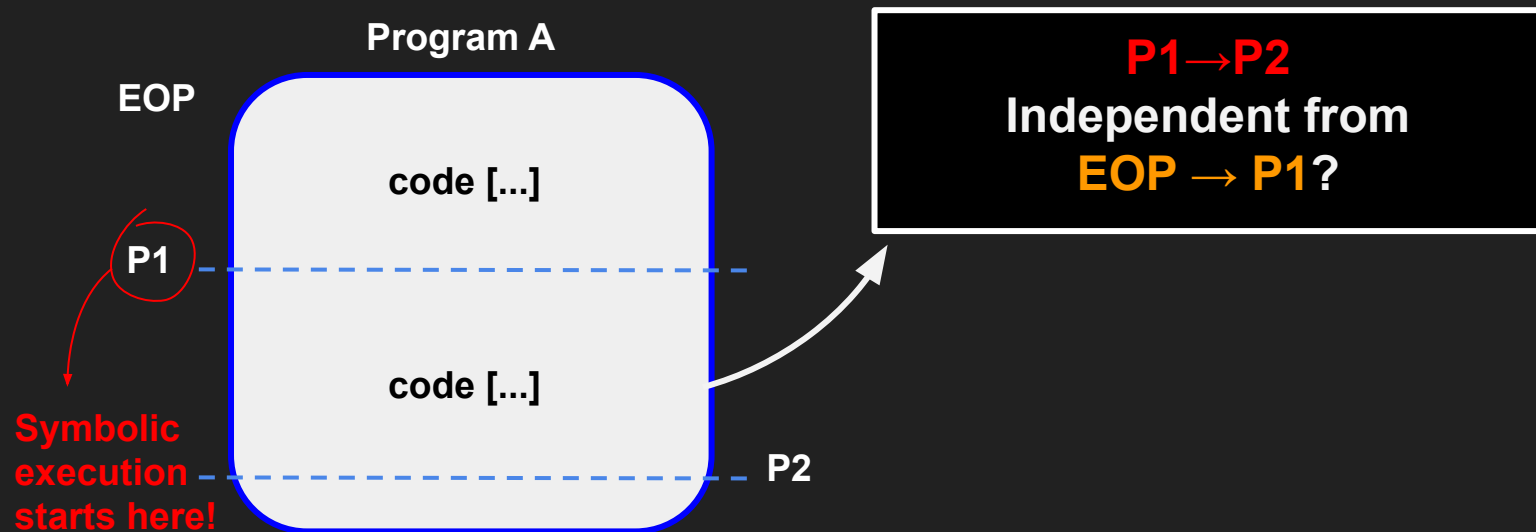 Program A
EOP
code [...]
P1
code [...]
Symbolic
execution
starts here!
P2
P1→P2
Independent from
EOP → P1?